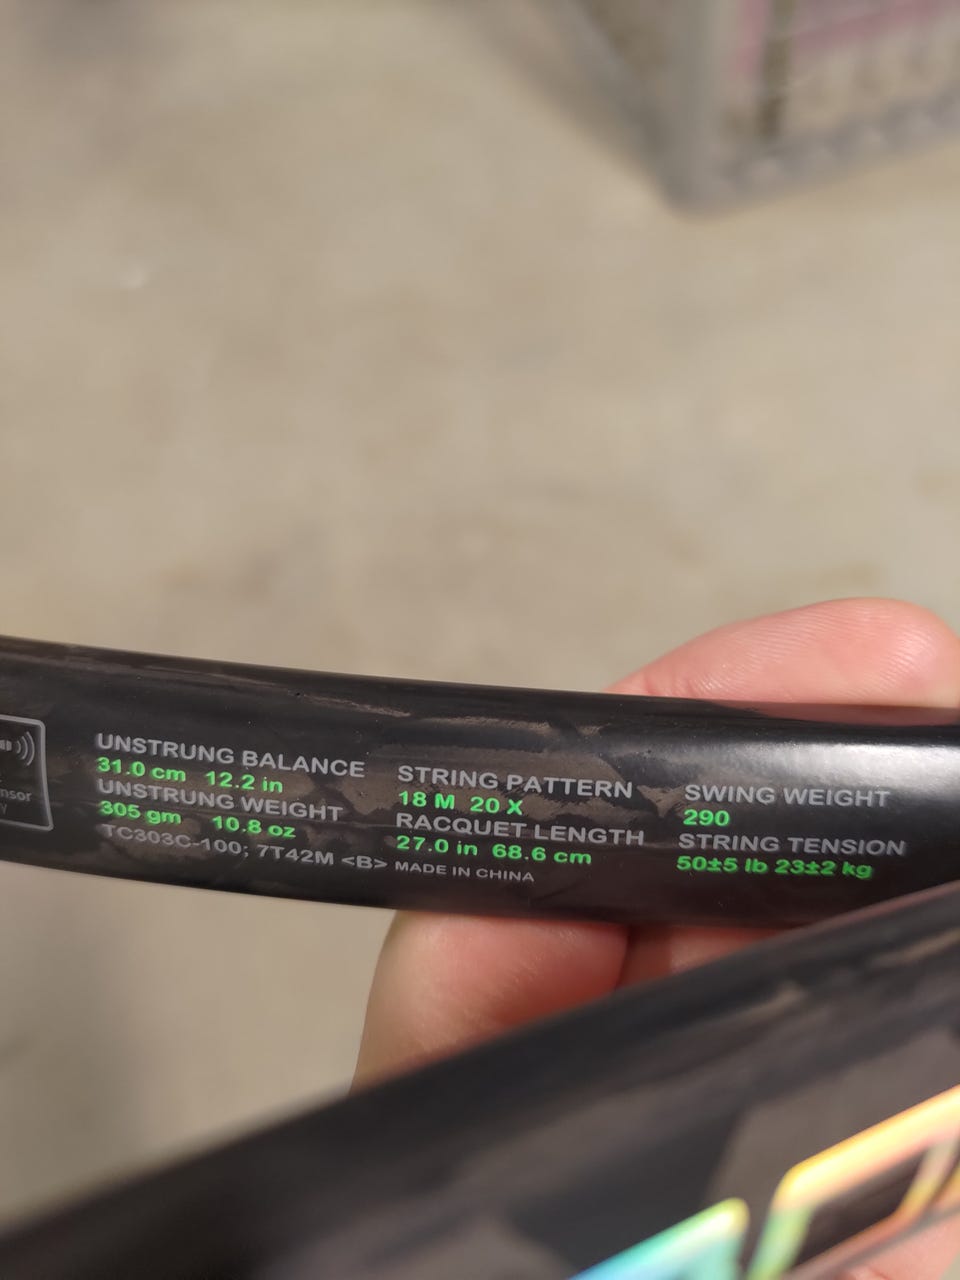 nsor
Y
UNSTRUNG BALANCE
31.0 cm 12.2 in
UNSTRUNG WEIGHT
305 gm 10.8 oz
TC303C-100; 7T42M <B> MADE IN CHINA
STRING PATTERN
18 M 20 X
RACQUET LENGTH
27.0 in 68.6 cm
SWING WEIGHT
290
STRING TENSION
50±5 lb 23±2 kg